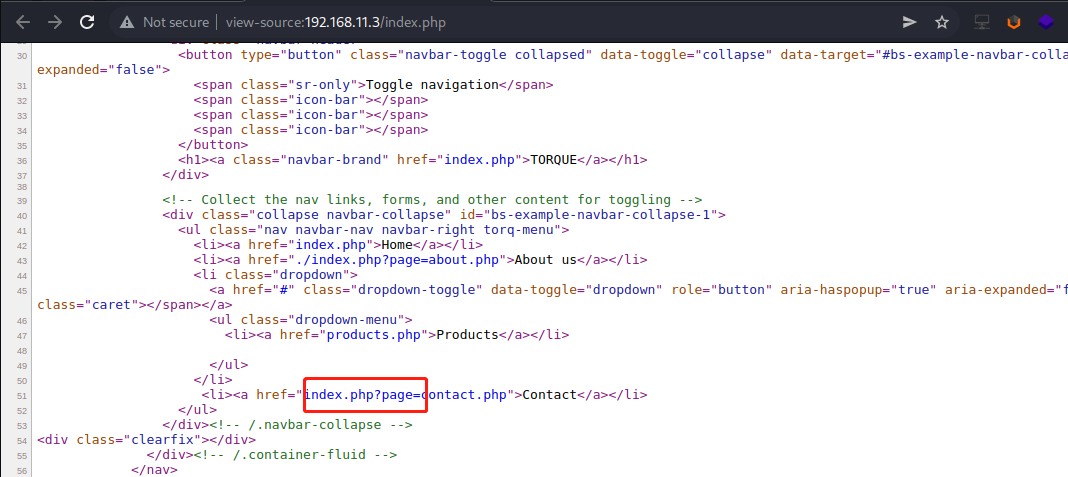 Not secure | view-source:192.168.11.3/index.php
30 <button type="button" class="navbar-toggle collapsed" data-toggle="collapse" data-target="#bs-example-navbar-colla
expanded="false">
31 <span class="sr-only">Toggle navigation</span>
32 <span class="icon-bar"></span>
33 <span class="icon-bar"></span>
34 <span class="icon-bar"></span>
35 </button>
36 <h1><a class="navbar-brand" href="index.php">TORQUE</a></h1>
37 </div>
38
39 <!-- Collect the nav links, forms, and other content for toggling -->
40 <div class="collapse navbar-collapse" id="bs-example-navbar-collapse-1">
41 <ul class="nav navbar-nav navbar-right torq-menu">
42 <li><a href="index.php">Home</a></li>
43 <li><a href="./index.php?page=about.php">About us</a></li>
44 <li class="dropdown">
45 <a href="#" class="dropdown-toggle" data-toggle="dropdown" role="button" aria-haspopup="true" aria-expanded="f
class="caret"></span></a>
46 <ul class="dropdown-menu">
47 <li><a href="products.php">Products</a></li>
48
49 </ul>
50 </li>
51 <li><a href="index.php?page=contact.php">Contact</a></li>
52 </ul>
53 </div><!-- /.navbar-collapse -->
54 <div class="clearfix"></div>
55 </div><!-- /.container-fluid -->
56 </nav>